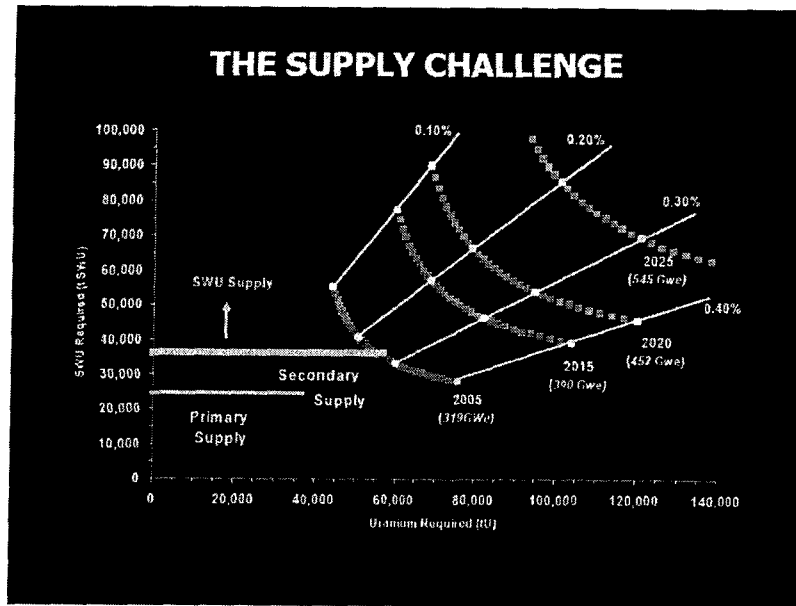 THE SUPPLY CHALLENGE
100,000
90,000
80,000
70,000
60,000
50,000
40,000
30,000
20,000
10,000
0
SWU Required (tSWU)
0.10%
0.20%
0.30%
0.40%
SWU Supply
Secondary
Supply
Primary
Supply
2025
(545 Gwe)
2020
(452 Gwe)
2015
(390 Gwe)
2005
(319GWe)
0
20,000
40,000
60,000
80,000
100,000
120,000
140,000
Uranium Required (tU)